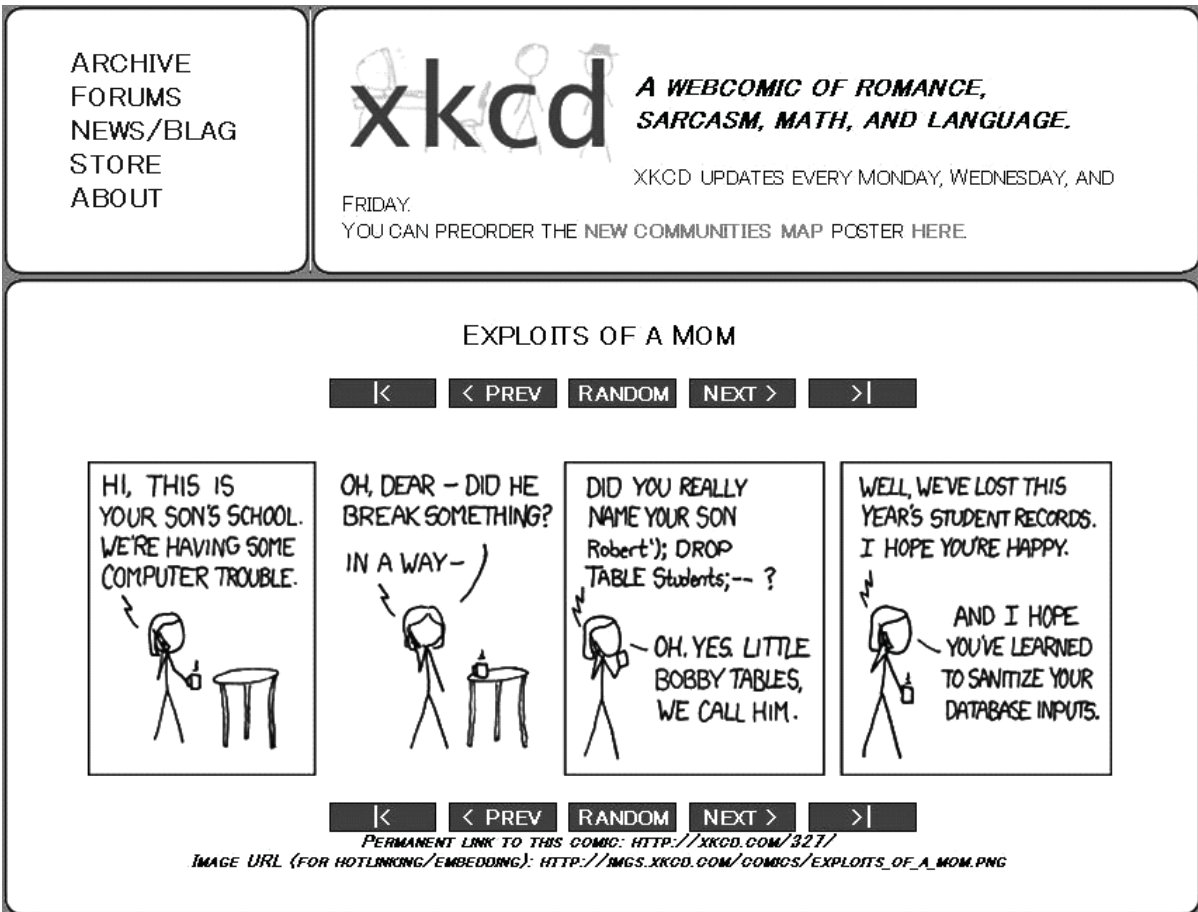 ARCHIVE
FORUMS
NEWS/BLAG
STORE
ABOUT
xkcd
A WEBCOMIC OF ROMANCE,
SARCASM, MATH, AND LANGUAGE.
XKCD UPDATES EVERY MONDAY, WEDNESDAY, AND
FRIDAY.
YOU CAN PREORDER THE NEW COMMUNITIES MAP POSTER HERE.
EXPLOITS OF A MOM
|<
< PREV
RANDOM
NEXT >
>|
HI, THIS IS
YOUR SON'S SCHOOL.
WE'RE HAVING SOME
COMPUTER TROUBLE.
OH, DEAR – DID HE
BREAK SOMETHING?
IN A WAY–
DID YOU REALLY
NAME YOUR SON
Robert'); DROP
TABLE Students;-- ?
OH. YES. LITTLE
BOBBY TABLES,
WE CALL HIM.
WELL, WE'VE LOST THIS
YEAR'S STUDENT RECORDS.
I HOPE YOU'RE HAPPY.
AND I HOPE
YOU'VE LEARNED
TO SANITIZE YOUR
DATABASE INPUTS.
|<
< PREV
RANDOM
NEXT >
>|
PERMANENT LINK TO THIS COMIC: HTTP://XKCD.COM/327/
IMAGE URL (FOR HOTLINKING/EMBEDDING): HTTP://IMGS.XKCD.COM/COMICS/EXPLOITS_OF_A_MOM.PNG